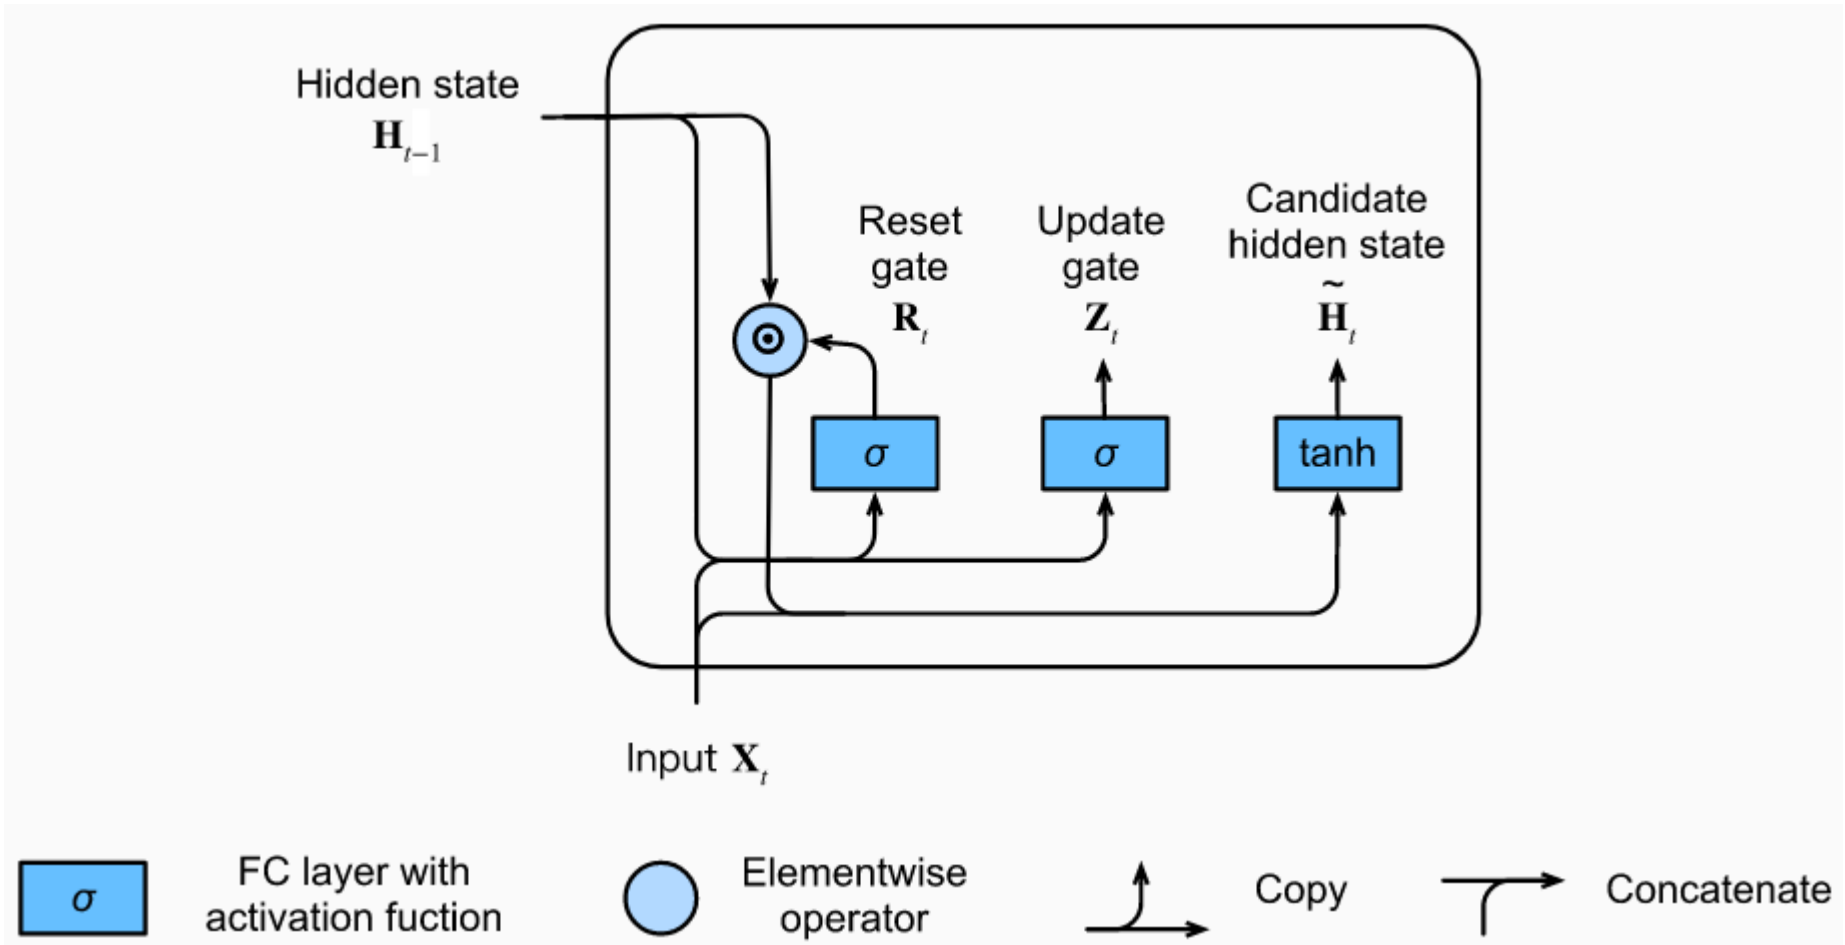 Hidden state
H_{t-1}
Reset
gate
R_t
Update
gate
Z_t
Candidate
hidden state
H̃_t
⊙
σ
σ
tanh
Input X_t
σ
FC layer with
activation fuction
Elementwise
operator
Copy
Concatenate